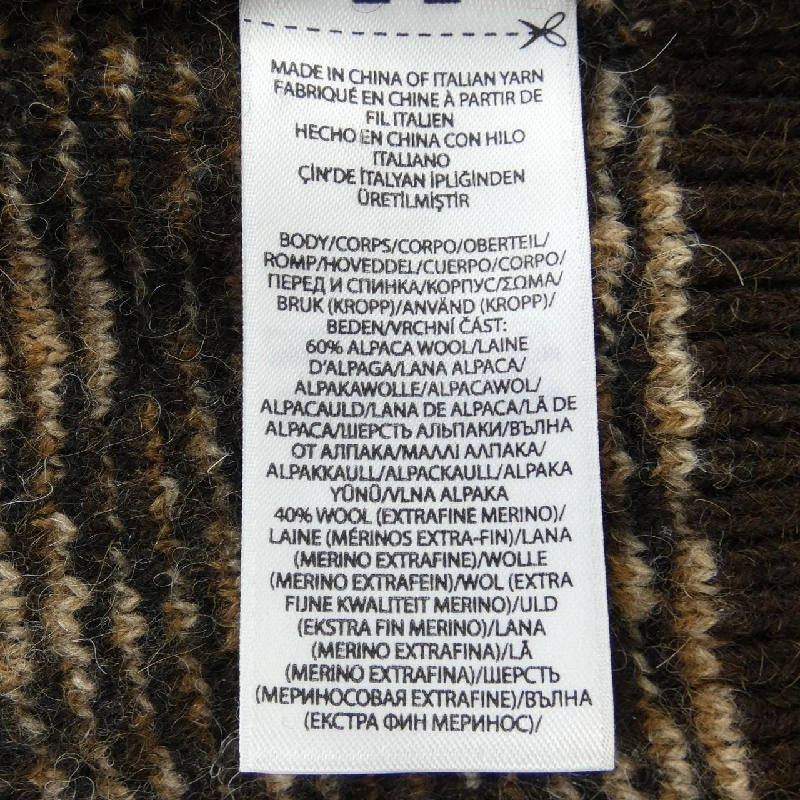 MADE IN CHINA OF ITALIAN YARN
FABRIQUÉ EN CHINE À PARTIR DE
FIL ITALIEN
HECHO EN CHINA CON HILO
ITALIANO
ÇİN'DE İTALYAN İPLİĞİNDEN
ÜRETİLMİŞTİR
BODY/CORPS/CORPO/OBERTEIL/
ROMP/HOVEDDEL/CUERPO/CORPO/
ПЕРЕД И СПИНКА/КОРПУС/ΣΩΜΑ/
BRUK (KROPP)/ANVÄND (KROPP)/
BEDEN/VRCHNÍ ČÁST:
60% ALPACA WOOL/LAINE
D'ALPAGA/LANA ALPACA/
ALPAKAWOLLE/ALPACAWOL/
ALPACAULD/LANA DE ALPACA/LÃ DE
ALPACA/ШЕРСТЬ АЛЬПАКИ/ВЪЛНА
ОТ АЛПАКА/ΜΑΛΛΙ ΑΛΠΑΚΑ/
ALPAKKAULL/ALPACKAULL/ALPAKA
YÜNÜ/VLNA ALPAKA
40% WOOL (EXTRAFINE MERINO)/
LAINE (MÉRINOS EXTRA-FIN)/LANA
(MERINO EXTRAFINE)/WOLLE
(MERINO EXTRAFEIN)/WOL (EXTRA
FIJNE KWALITEIT MERINO)/ULD
(EKSTRA FIN MERINO)/LANA
(MERINO EXTRAFINA)/LÃ
(MERINO EXTRAFINA)/ШЕРСТЬ
(МЕРИНОСОВАЯ EXTRAFINE)/ВЪЛНА
(ЕКСТРА ФИН МЕРИНОС)/